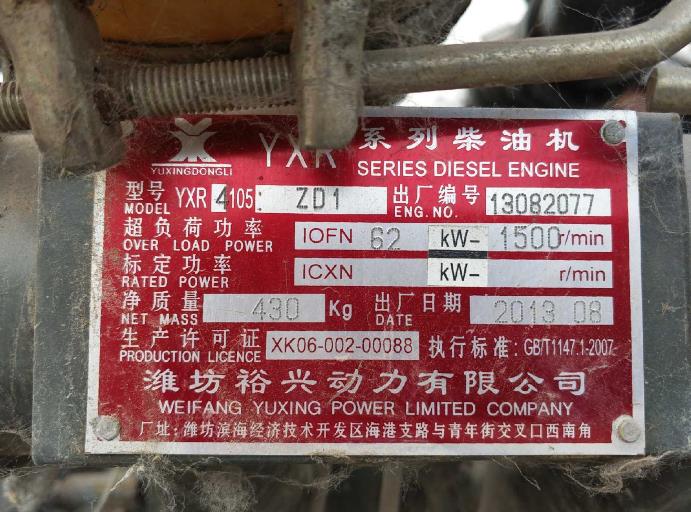 YXR 系列柴油机
YUXINGDONGLI SERIES DIESEL ENGINE
型号 YXR 4105: ZD1 出厂编号 13082077
MODEL ENG.NO.
超负荷功率 IOFN 62 kW- 1500r/min
OVER LOAD POWER
标定功率 ICXN kW- r/min
RATED POWER
净质量 430 Kg 出厂日期 2013 08
NET MASS DATE
生产许可证 XK06-002-00088 执行标准: GB/T1147.1-2007
PRODUCTION LICENCE
潍坊裕兴动力有限公司
WEIFANG YUXING POWER LIMITED COMPANY
厂址: 潍坊滨海经济技术开发区海港支路与青年街交叉口西南角